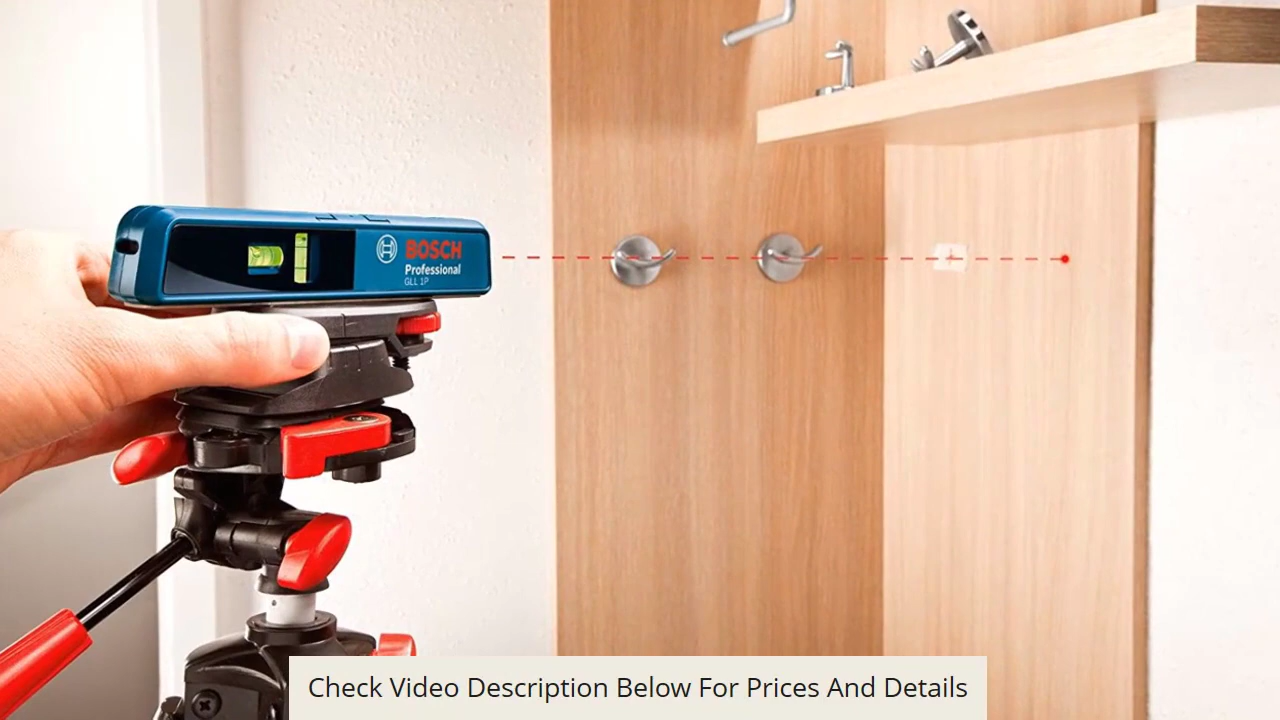 BOSCH
Professional
GLL 1P
Check Video Description Below For Prices And Details